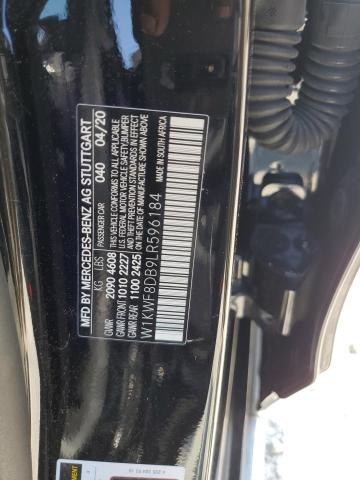 MFD BY MERCEDES-BENZ AG STUTTGART
PASSENGER CAR 040 04/20
KG LBS
GVWR 2090 4608
GAWR FRONT 1010 2227
GAWR REAR 1100 2425
THIS VEHICLE CONFORMS TO ALL APPLICABLE
FEDERAL MOTOR VEHICLE SAFETY, BUMPER
AND THEFT PREVENTION STANDARDS IN EFFECT
ON THE DATE OF MANUFACTURE SHOWN ABOVE
W1KWF8DB9LR596184
MADE IN SOUTH AFRICA